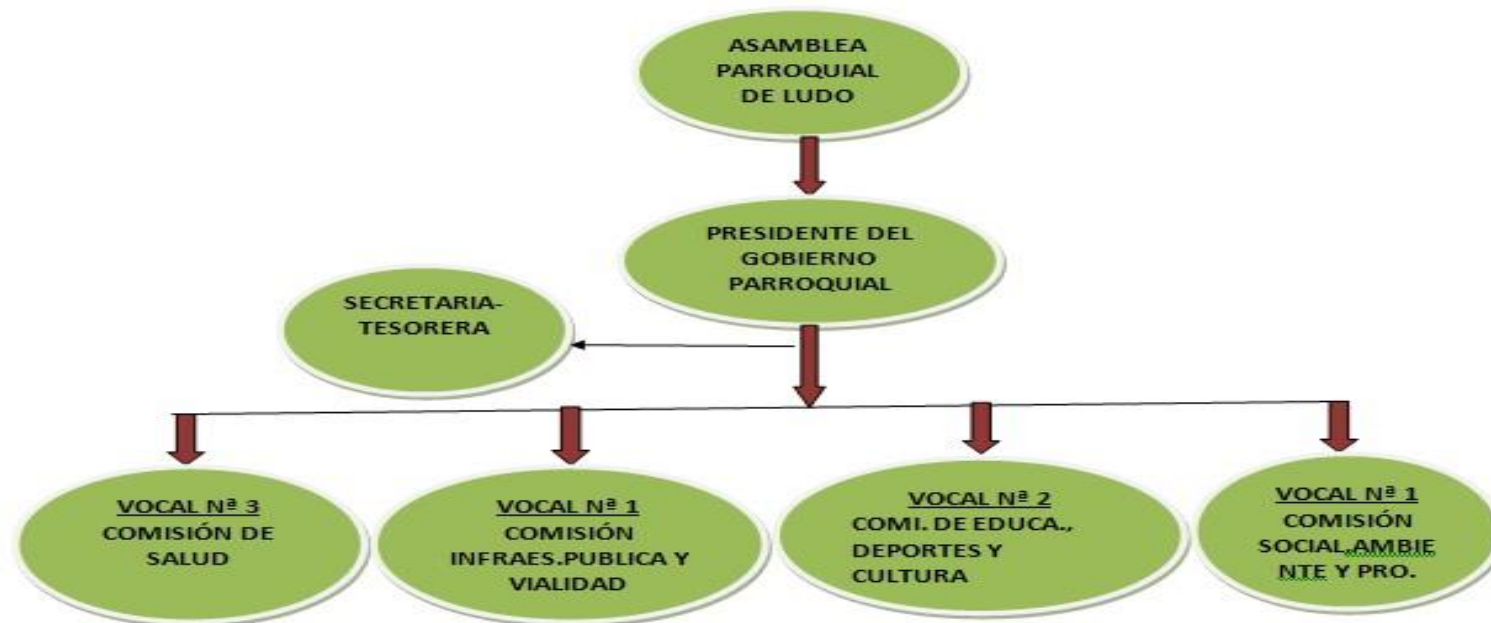 ASAMBLEA
PARROQUIAL
DE LUDO
PRESIDENTE DEL
GOBIERNO
PARROQUIAL
SECRETARIA-
TESORERA
VOCAL Nª 3
COMISIÓN DE
SALUD
VOCAL Nª 1
COMISIÓN
INFRAES.PUBLICA Y
VIALIDAD
VOCAL Nª 2
COMI. DE EDUCA.,
DEPORTES Y
CULTURA
VOCAL Nª 1
COMISIÓN
SOCIAL,AMBIE
NTE Y PRO.